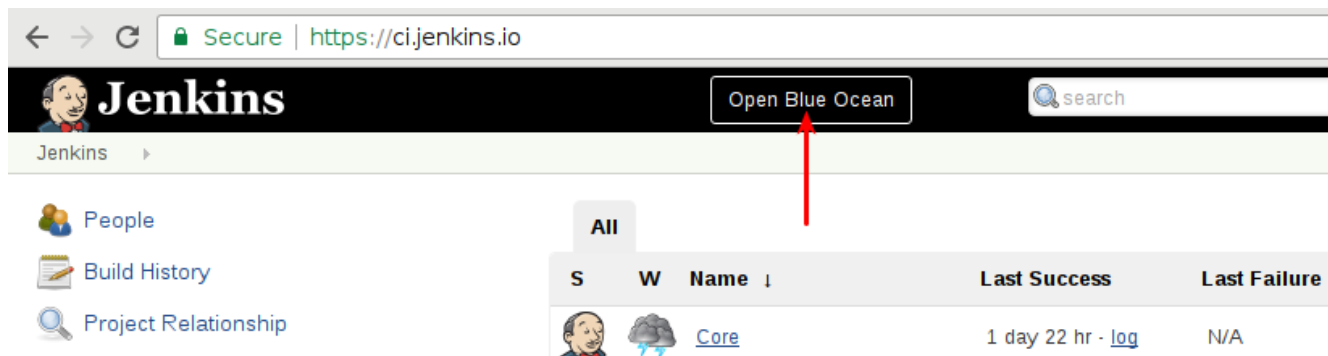 Secure | https://ci.jenkins.io
Jenkins Open Blue Ocean search
Jenkins
People
Build History
Project Relationship
All
S W Name ↓ Last Success Last Failure
Core 1 day 22 hr - log N/A